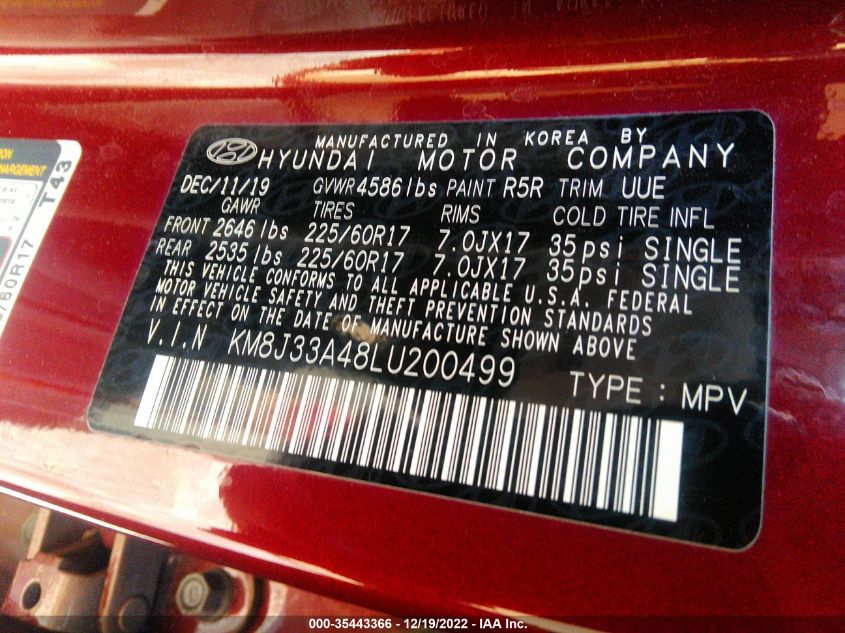 MANUFACTURED IN KOREA BY
HYUNDAI MOTOR COMPANY
DEC/11/19 GVWR 4586 lbs PAINT R5R TRIM UUE
GAWR TIRES RIMS COLD TIRE INFL
FRONT 2646 lbs 225/60R17 7.0JX17 35psi SINGLE
REAR 2535 lbs 225/60R17 7.0JX17 35psi SINGLE
THIS VEHICLE CONFORMS TO ALL APPLICABLE U.S.A. FEDERAL
MOTOR VEHICLE SAFETY AND THEFT PREVENTION STANDARDS
IN EFFECT ON THE DATE OF MANUFACTURE SHOWN ABOVE
V.I.N KM8J33A48LU200499
TYPE : MPV
T43
/60R17
000-35443366 • 12/19/2022 - IAA Inc.